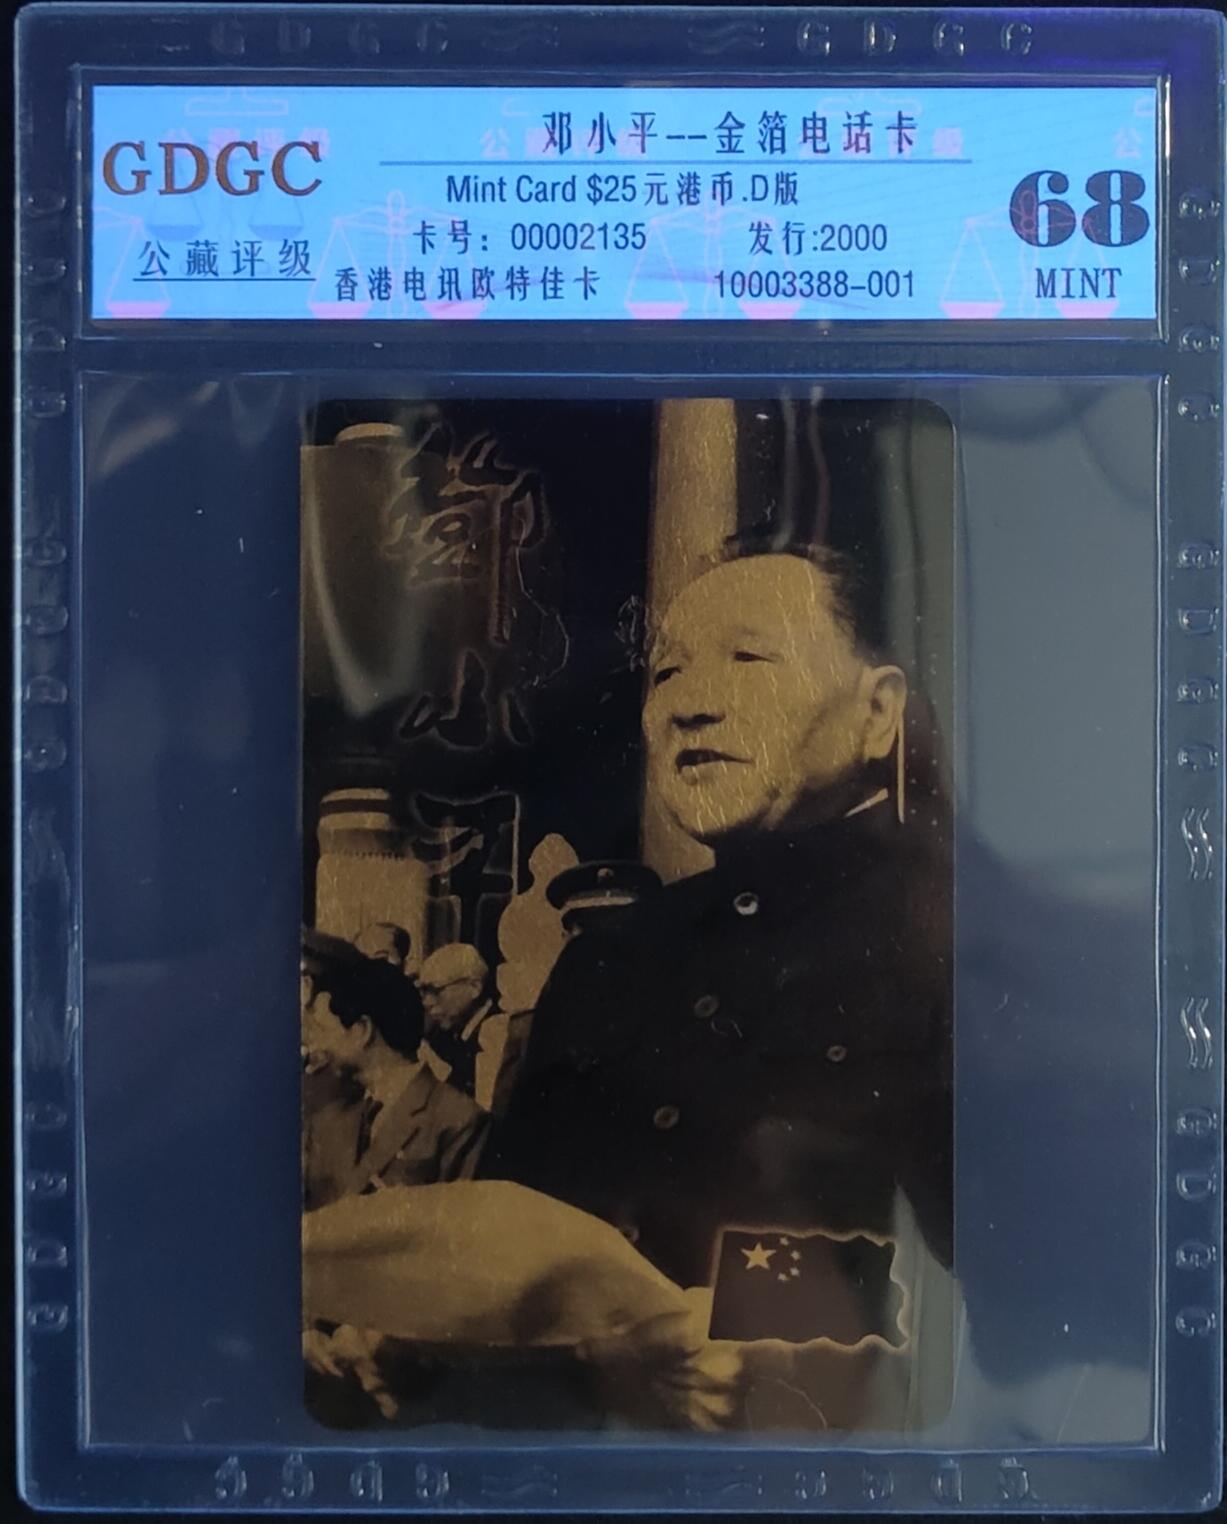 GDGC
公藏评级
邓小平--金箔电话卡
Mint Card $25元港币.D版
卡号：00002135 发行:2000
香港电讯欧特佳卡 10003388-001
68
MINT
鄧
小
平